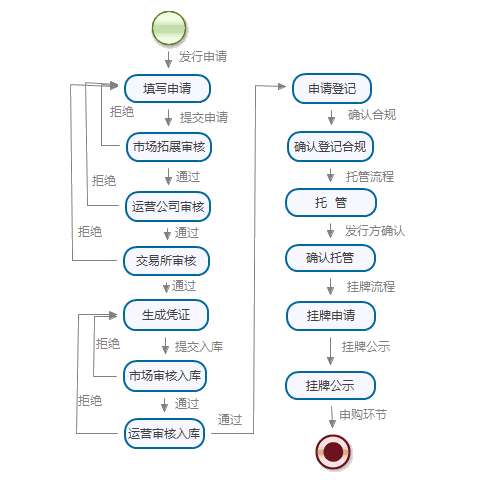 发行申请
填写申请
拒绝
提交申请
市场拓展审核
拒绝
通过
运营公司审核
拒绝
通过
交易所审核
通过
生成凭证
拒绝
提交入库
市场审核入库
拒绝
通过
运营审核入库
通过
申请登记
确认合规
确认登记合规
托管流程
托 管
发行方确认
确认托管
挂牌流程
挂牌申请
挂牌公示
挂牌公示
申购环节